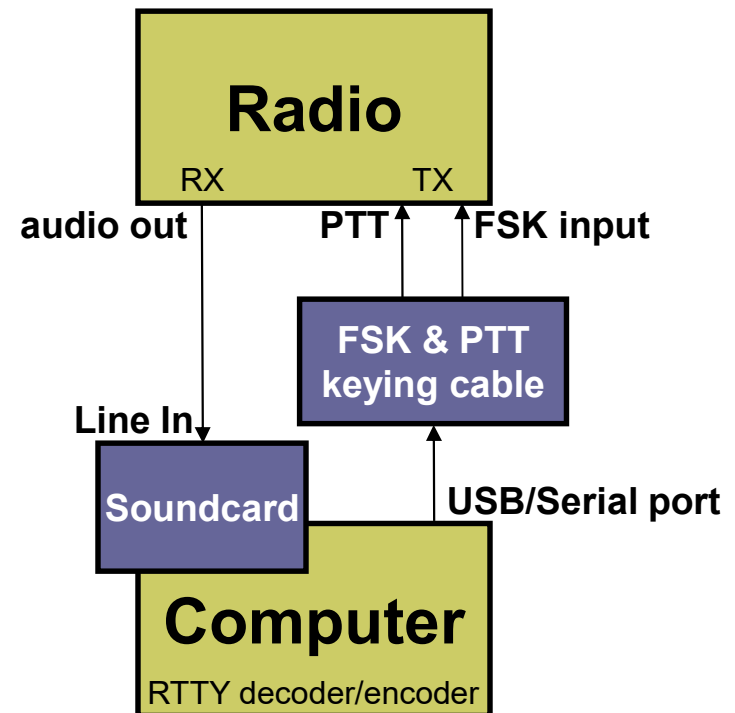 Radio
RX TX
audio out PTT FSK input
FSK & PTT
keying cable
Line In
Soundcard
USB/Serial port
Computer
RTTY decoder/encoder